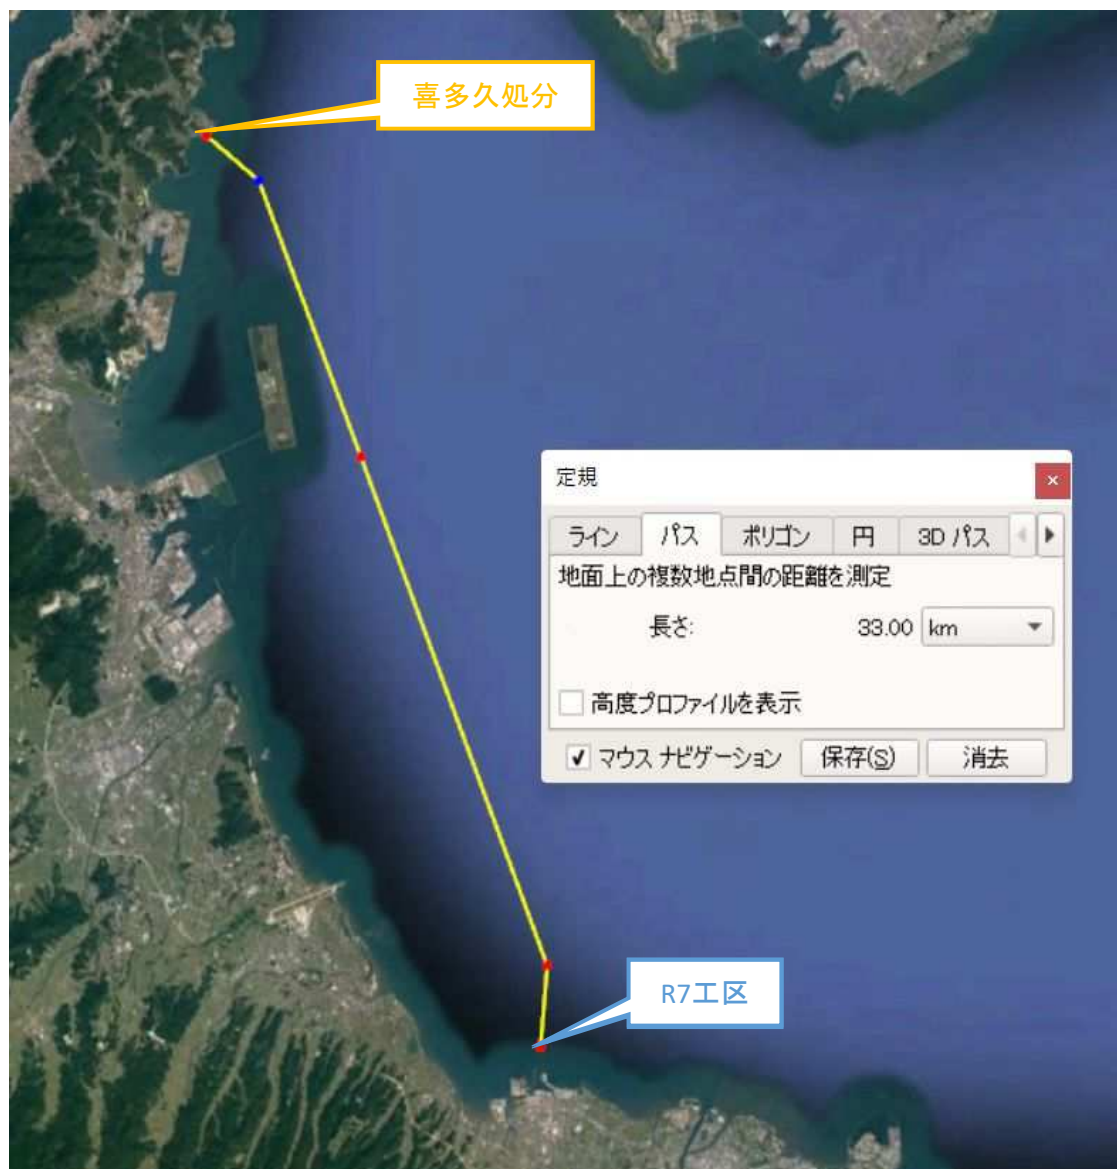 喜多久処分
定規
ライン パス ポリゴン 円 3D パス
地面上の複数地点間の距離を測定
長さ: 33.00 km
高度プロファイルを表示
マウス ナビゲーション 保存(S) 消去
R7工区